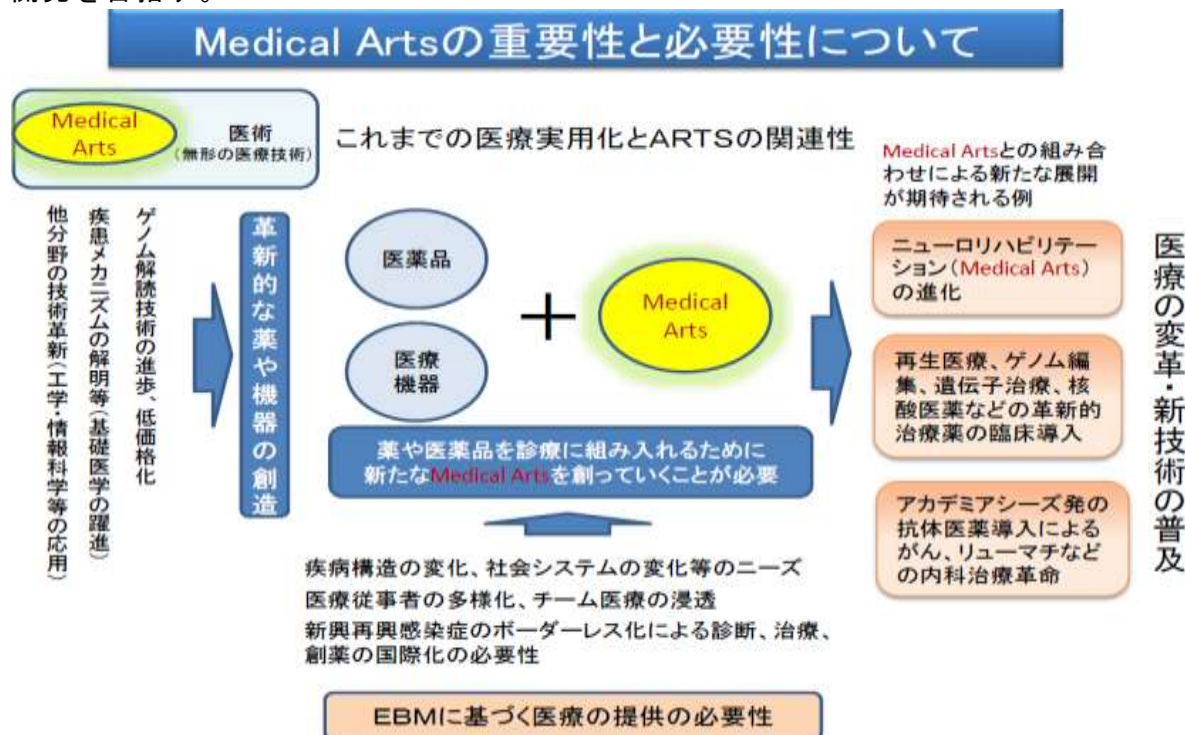 Medical Artsの重要性と必要性について
Medical
Arts
医術
(無形の医療技術)
これまでの医療実用化とARTSの関連性
Medical Artsとの組み合
わせによる新たな展開
が期待される例
ゲノム解読技術の進歩、低価格化
疾患メカニズムの解明等(基礎医学の躍進)
他分野の技術革新(工学・情報科学等の応用)
革新的な薬や機器の創造
医薬品
医療
機器
+
Medical
Arts
薬や医薬品を診療に組み入れるために
新たなMedical Artsを創っていくことが必要
疾病構造の変化、社会システムの変化等のニーズ
医療従事者の多様化、チーム医療の浸透
新興再興感染症のボーダーレス化による診断、治療、
創薬の国際化の必要性
EBMに基づく医療の提供の必要性
ニューロリハビリテー
ション(Medical Arts)
の進化
再生医療、ゲノム編
集、遺伝子治療、核
酸医薬などの革新的
治療薬の臨床導入
アカデミアシーズ発の
抗体医薬導入による
がん、リューマチなど
の内科治療革命
医療の変革・新技術の普及